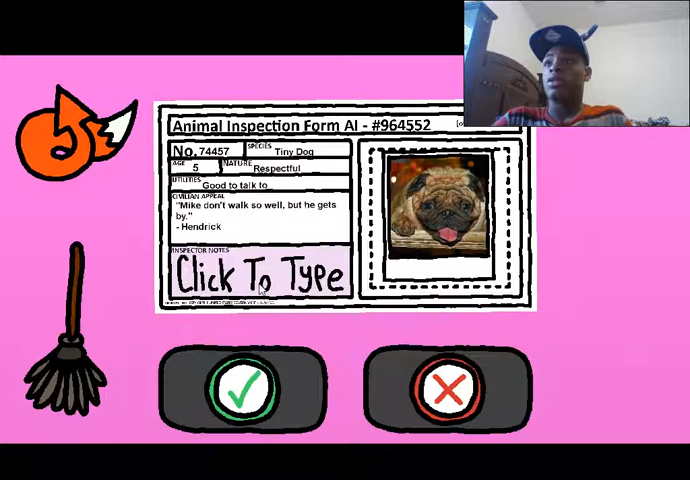 Animal Inspection Form AI - #964552
No. 74457 SPECIES Tiny Dog
AGE 5 NATURE Respectful
UTILITIES
Good to talk to
CIVILIAN APPEAL
"Mike don't walk so well, but he gets
by."
- Hendrick
INSPECTOR NOTES
Click To Type